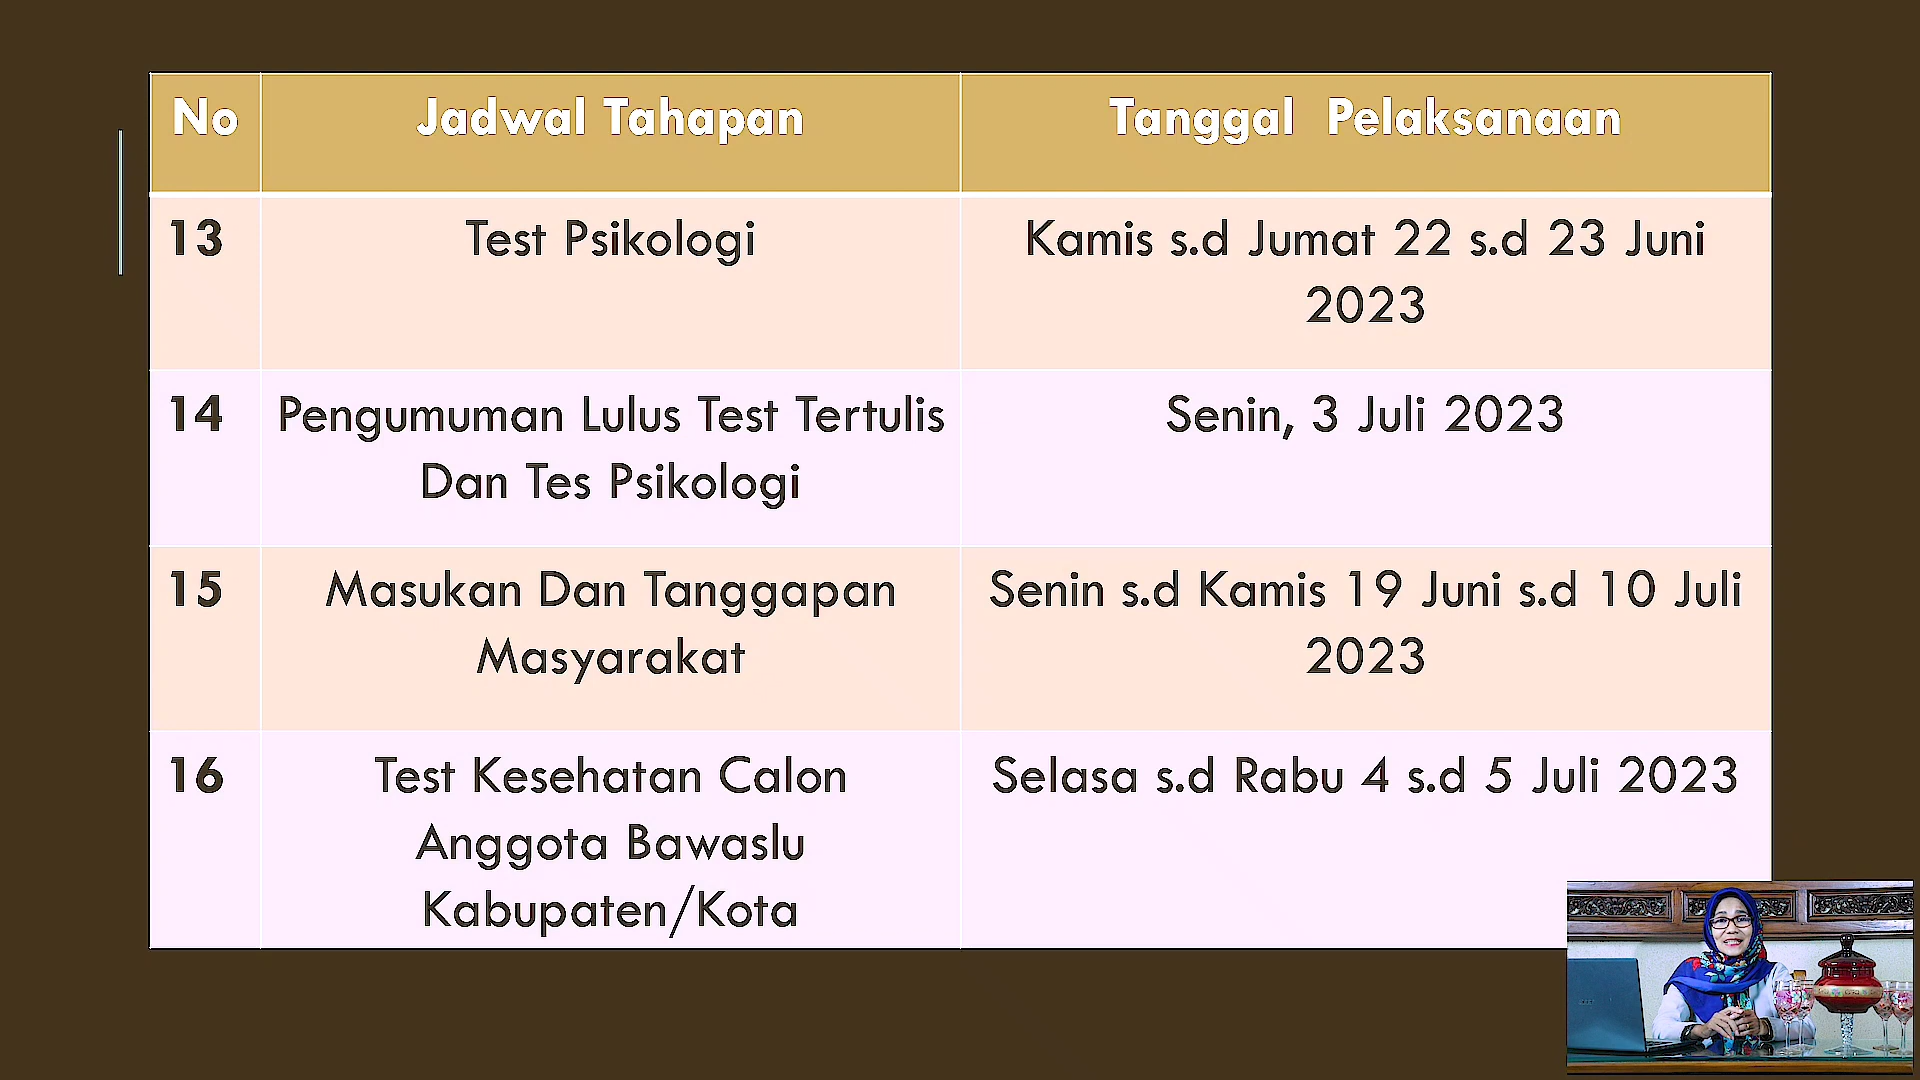 No Jadwal Tahapan Tanggal Pelaksanaan
13 Test Psikologi Kamis s.d Jumat 22 s.d 23 Juni
2023
14 Pengumuman Lulus Test Tertulis Senin, 3 Juli 2023
Dan Tes Psikologi
15 Masukan Dan Tanggapan Senin s.d Kamis 19 Juni s.d 10 Juli
Masyarakat 2023
16 Test Kesehatan Calon Selasa s.d Rabu 4 s.d 5 Juli 2023
Anggota Bawaslu
Kabupaten/Kota